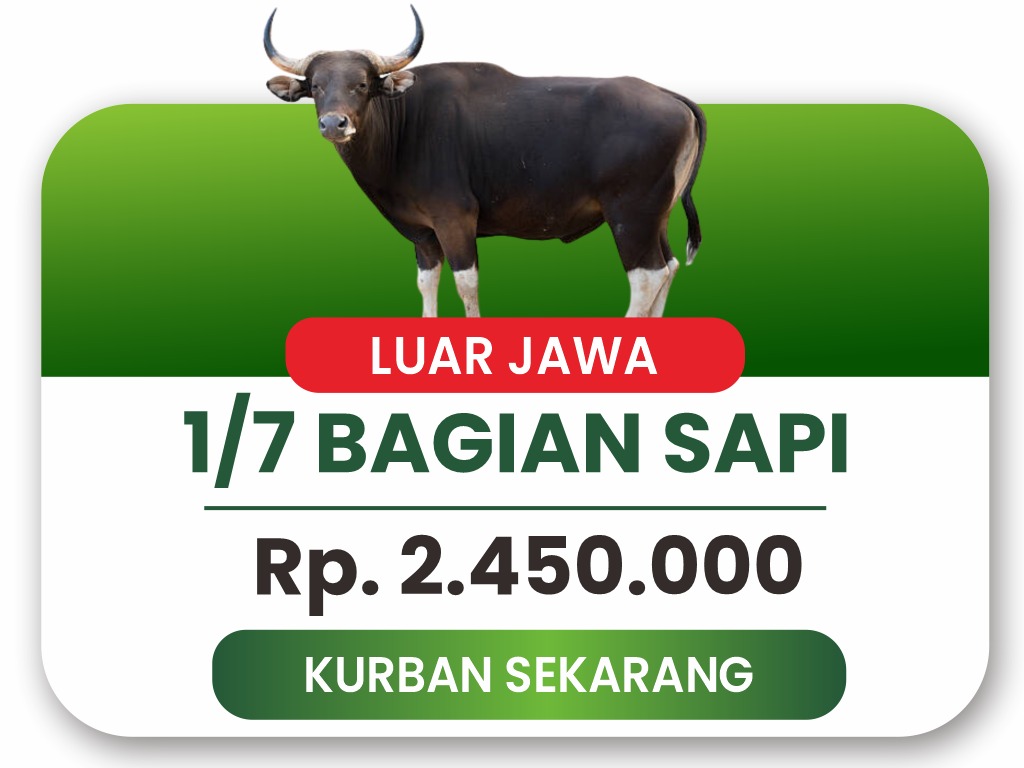 LUAR JAWA
1/7 BAGIAN SAPI
Rp. 2.450.000
KURBAN SEKARANG